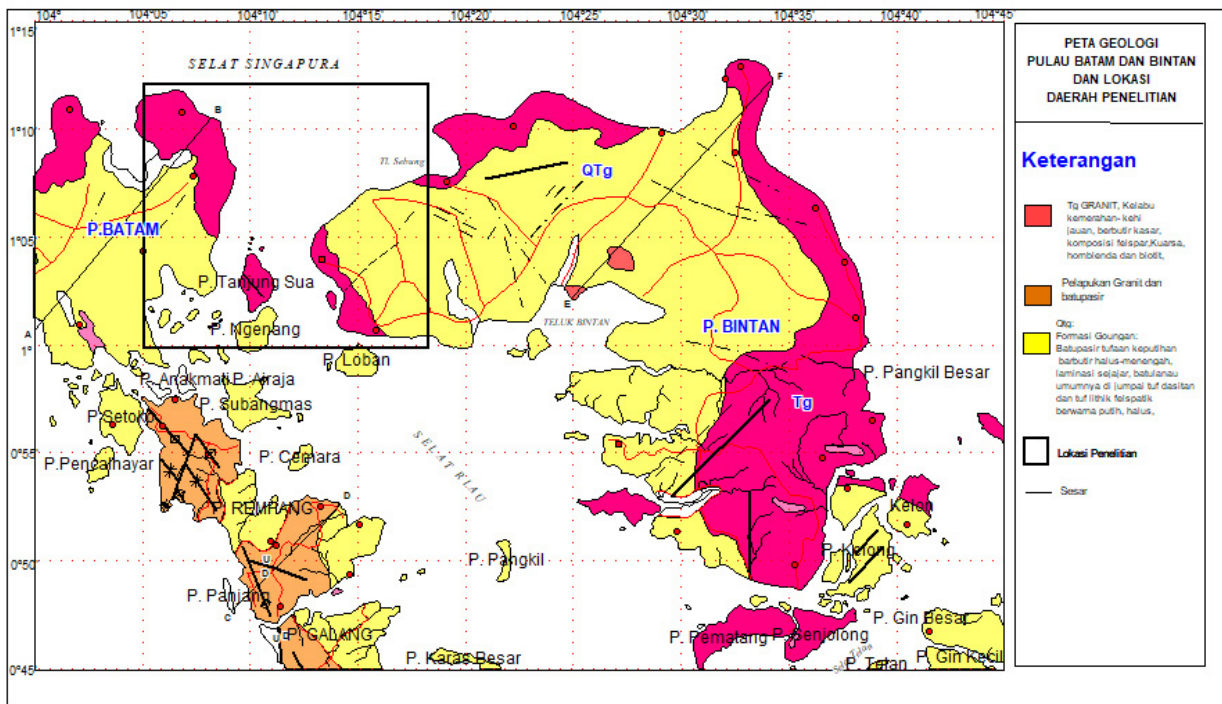 104° 104°05' 104°10' 104°15' 104°20' 104°25' 104°30' 104°35' 104°40' 104°45'
1°15'
1°10'
1°05'
1°
0°55'
0°50'
0°45'
SELAT SINGAPURA
B
F
Tl. Sebung
QTg
P.BATAM
P. Tanjung Sua
P. Ngenang
E
TELUK BINTAN
P. BINTAN
A
P. Loban
P. Anakmati
P. Airaja
P. Pangkil Besar
P. Subangmas
P.Setoko
Tg
SELAT RIAU
P.Pencalhayar
P. Cemara
D
P. REMPANG
Kelon
U
D
P. Pangkil
P. Kelong
P. Panjang
C
P. GALANG
U
P. Gin Besar
P. Pematang
P. Senjolong
P. Karas Besar
P. Telan
P. Gin Kecil
PETA GEOLOGI
PULAU BATAM DAN BINTAN
DAN LOKASI
DAERAH PENELITIAN
Keterangan
Tg GRANIT, Kelabu
kemerahan- kehi
jauan, berbutir kasar,
komposisi felspar,Kuarsa,
homblenda dan biotit,
Pelapukan Granit dan
batupasir
Qtg:
Formasi Goungan:
Batupasir tufaan keputihan
barbutir halus-menengah,
laminasi sejajar, batulanau
umumnya di jumpai tuf dasitan
dan tuf lithik felspatik
berwama putih, halus,
Lokasi Penelitian
Sesar